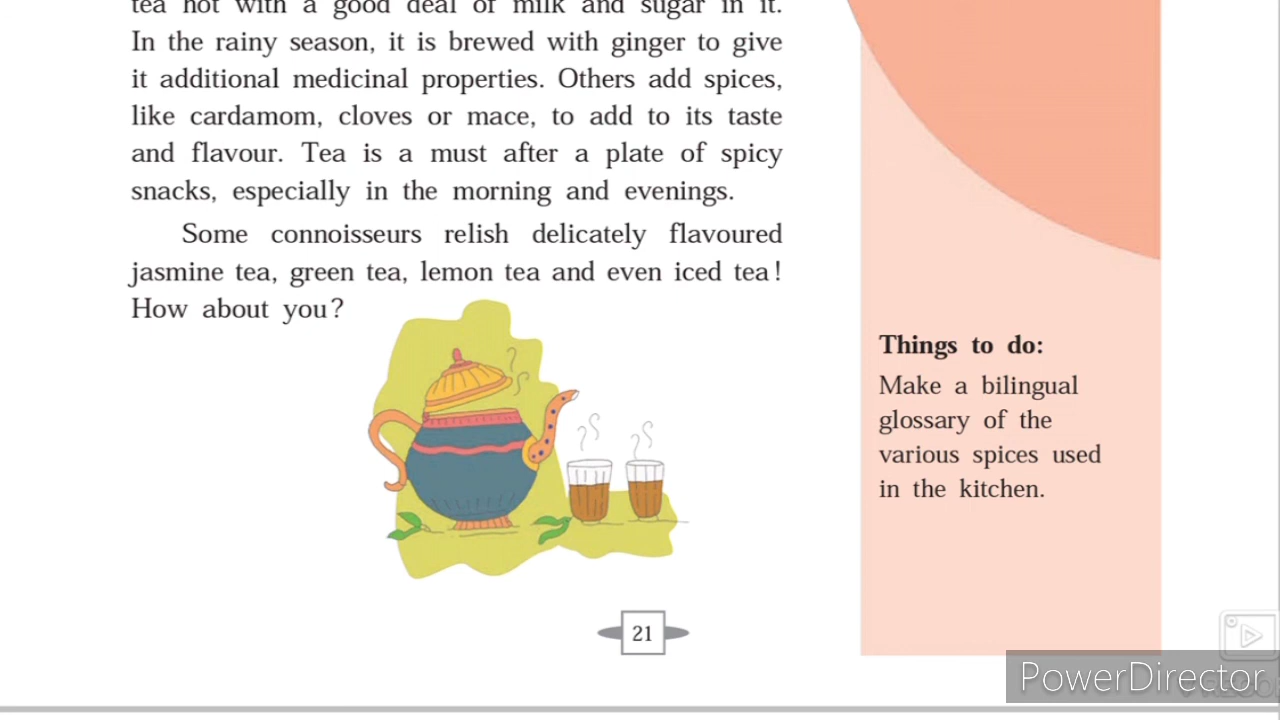 tea hot with a good deal of milk and sugar in it.
In the rainy season, it is brewed with ginger to give
it additional medicinal properties. Others add spices,
like cardamom, cloves or mace, to add to its taste
and flavour. Tea is a must after a plate of spicy
snacks, especially in the morning and evenings.
Some connoisseurs relish delicately flavoured
jasmine tea, green tea, lemon tea and even iced tea!
How about you?
Things to do:
Make a bilingual
glossary of the
various spices used
in the kitchen.
21
PowerDirector